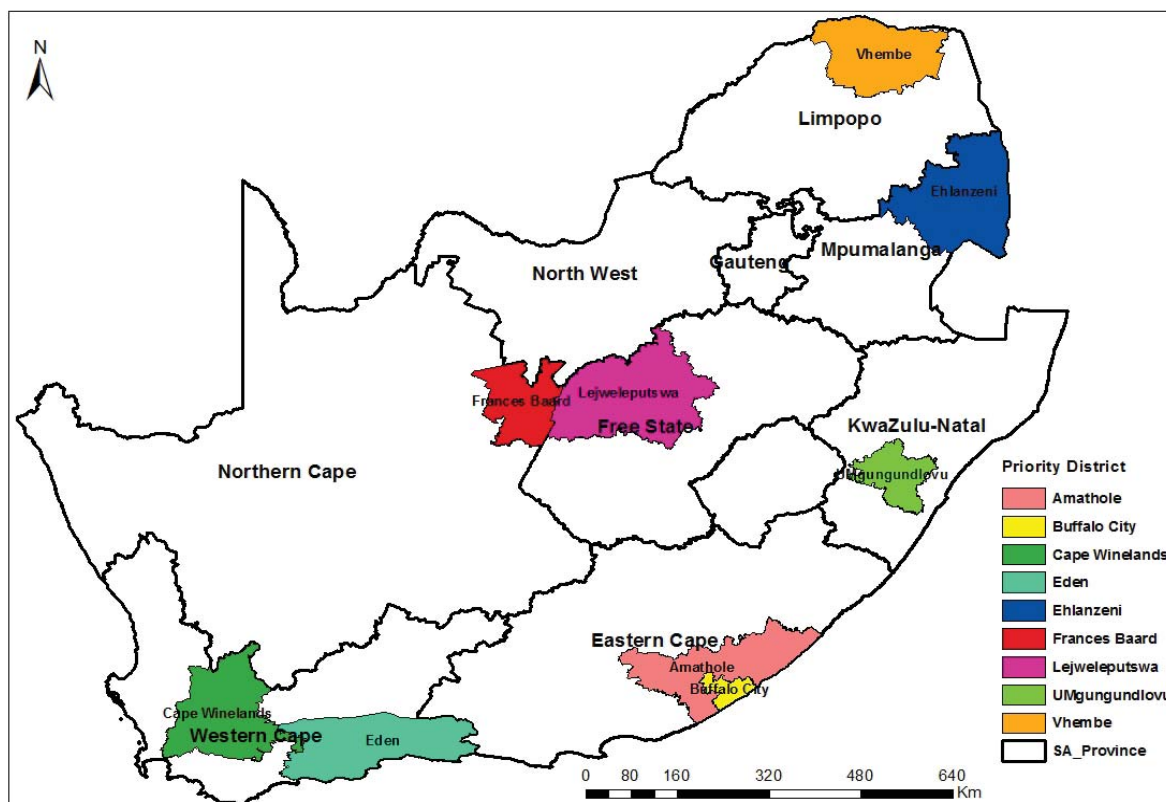 N
Vhembe
Limpopo
Ehlanzeni
Mpumalanga
Gauteng
North West
Lejweleputswa
Frances Baard
Free State
KwaZulu-Natal
UMgungundlovu
Northern Cape
Eastern Cape
Amathole
Buffalo City
Cape Winelands
Western Cape
Eden
Priority District
Amathole
Buffalo City
Cape Winelands
Eden
Ehlanzeni
Frances Baard
Lejweleputswa
UMgungundlovu
Vhembe
SA_Province
0 80 160 320 480 640
Km